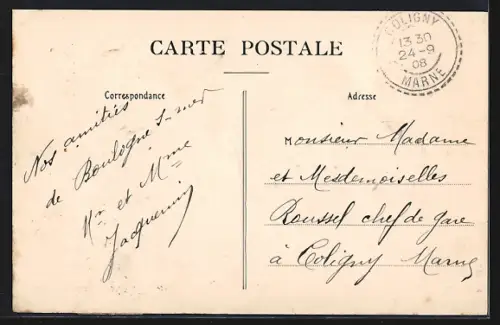 CARTE POSTALE
COLIGNY
13 30
24-9
08
MARNE
Correspondance
Adresse
Nos amitiés
de Boulogne s-mer
Mr et Mme
Jacquemin
Monsieur Madame
et Mesdemoiselles
Roussel chef de gare
à Coligny Marne